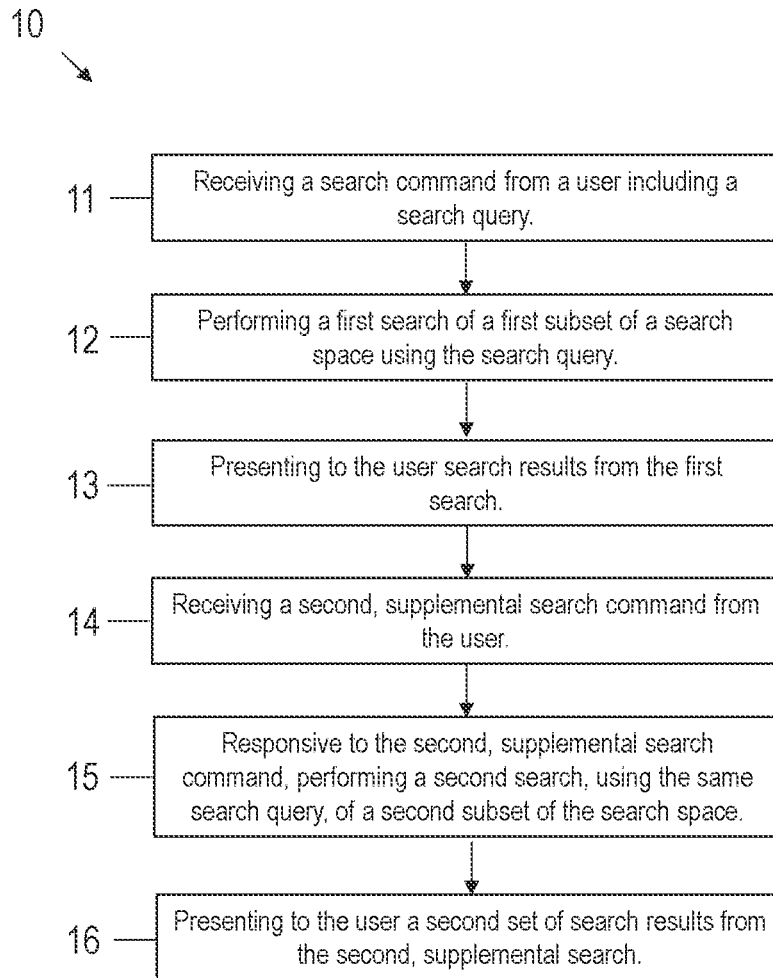 10
11
Receiving a search command from a user including a
search query.
12
Performing a first search of a first subset of a search
space using the search query.
13
Presenting to the user search results from the first
search.
14
Receiving a second, supplemental search command from
the user.
15
Responsive to the second, supplemental search
command, performing a second search, using the same
search query, of a second subset of the search space.
16
Presenting to the user a second set of search results from
the second, supplemental search.